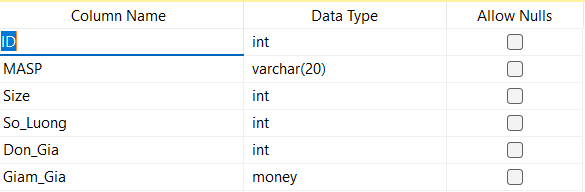 Column Name Data Type Allow Nulls
ID int
MASP varchar(20)
Size int
So_Luong int
Don_Gia int
Giam_Gia money